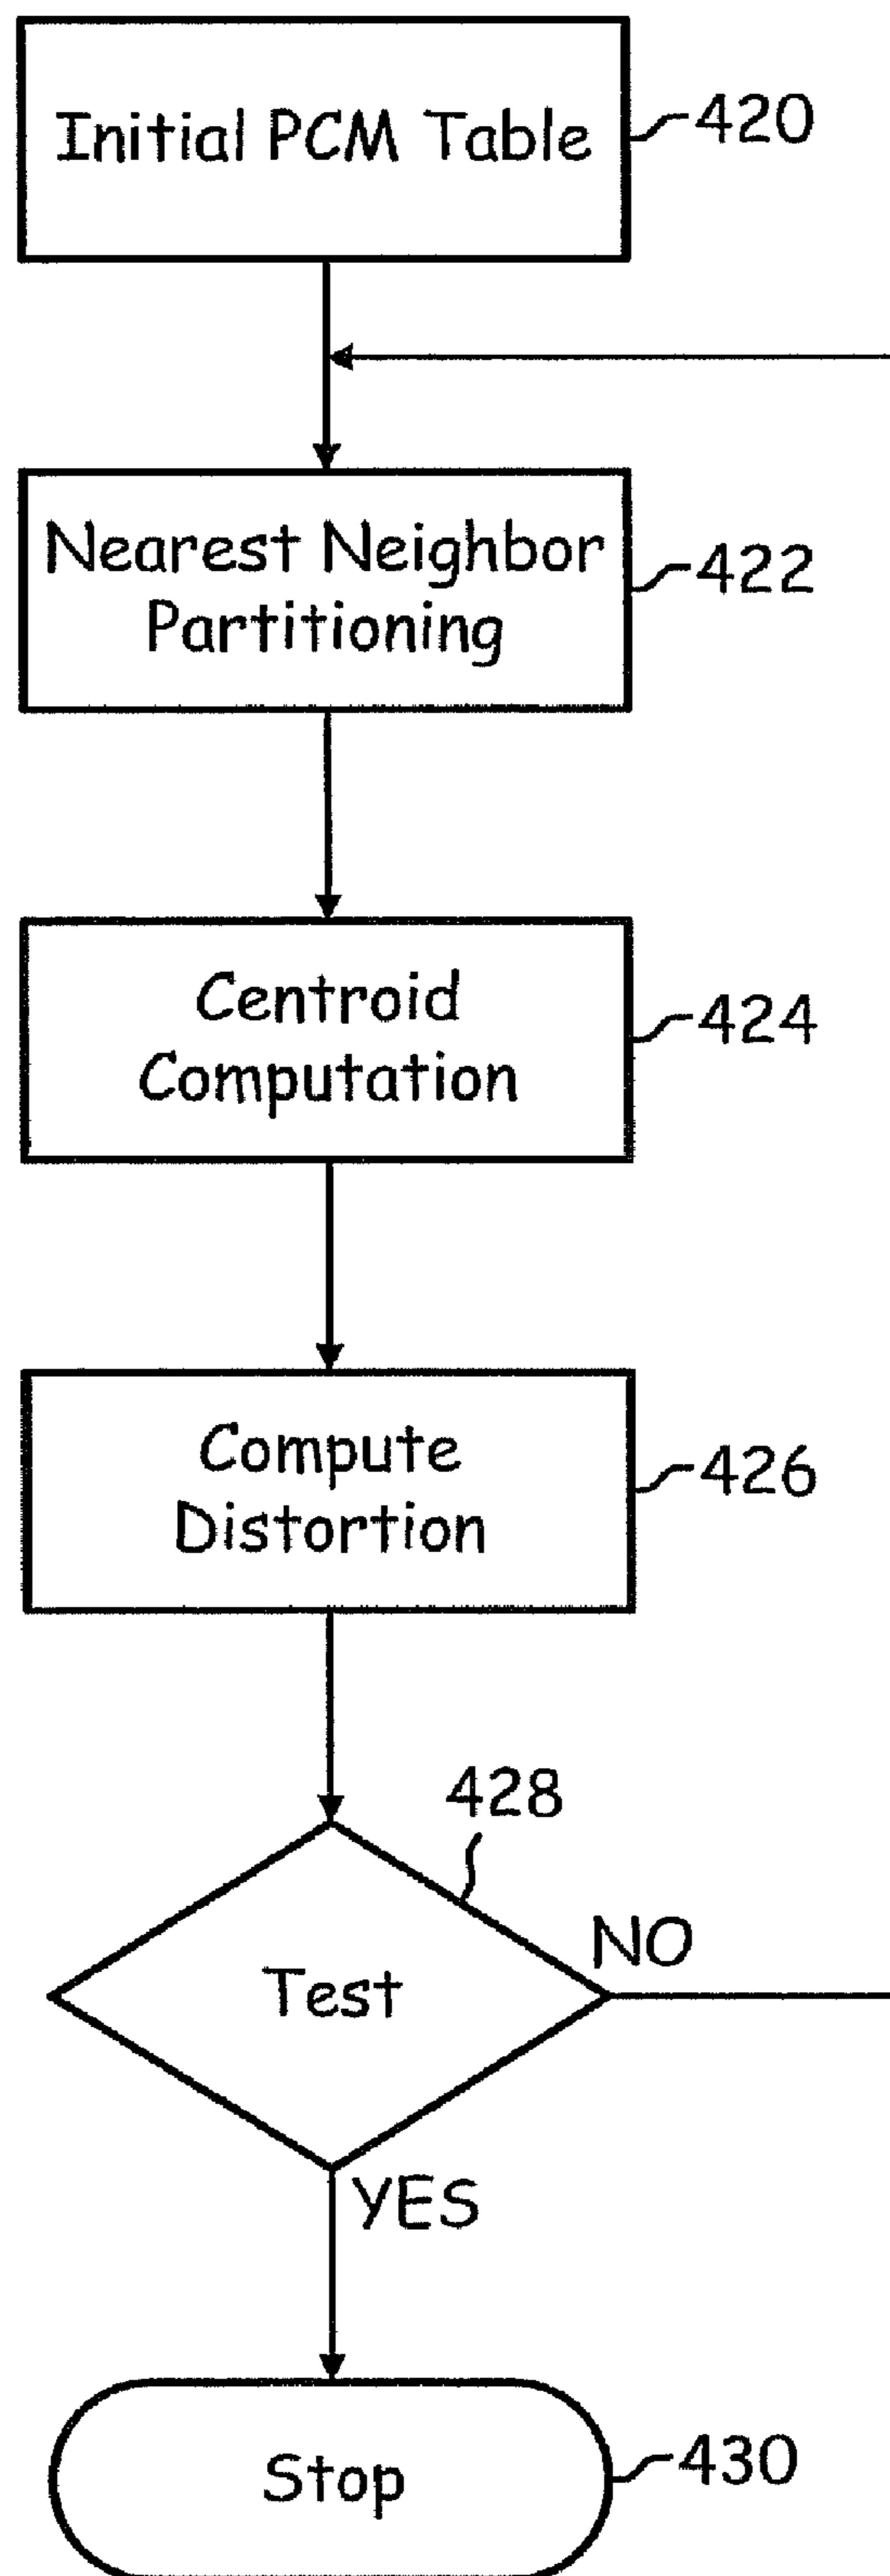 Initial PCM Table
420
Nearest Neighbor
Partitioning
422
Centroid
Computation
424
Compute
Distortion
426
428
Test
NO
YES
Stop
430